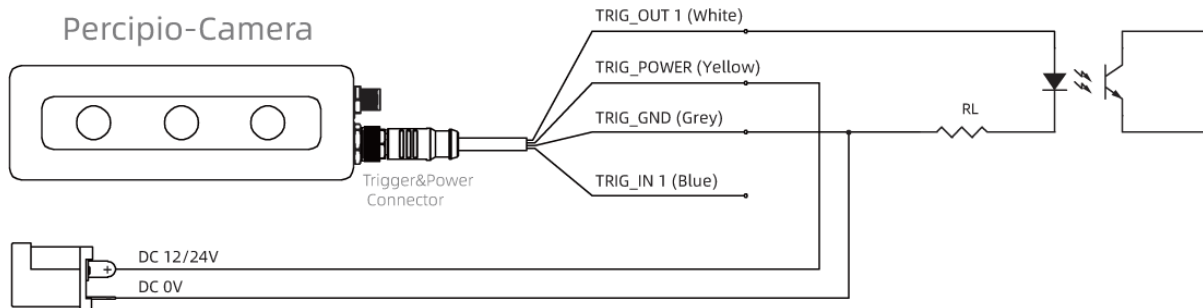 Percipio-Camera
TRIG_OUT 1 (White)
TRIG_POWER (Yellow)
TRIG_GND (Grey)
TRIG_IN 1 (Blue)
RL
Trigger&Power
Connector
DC 12/24V
+
DC 0V